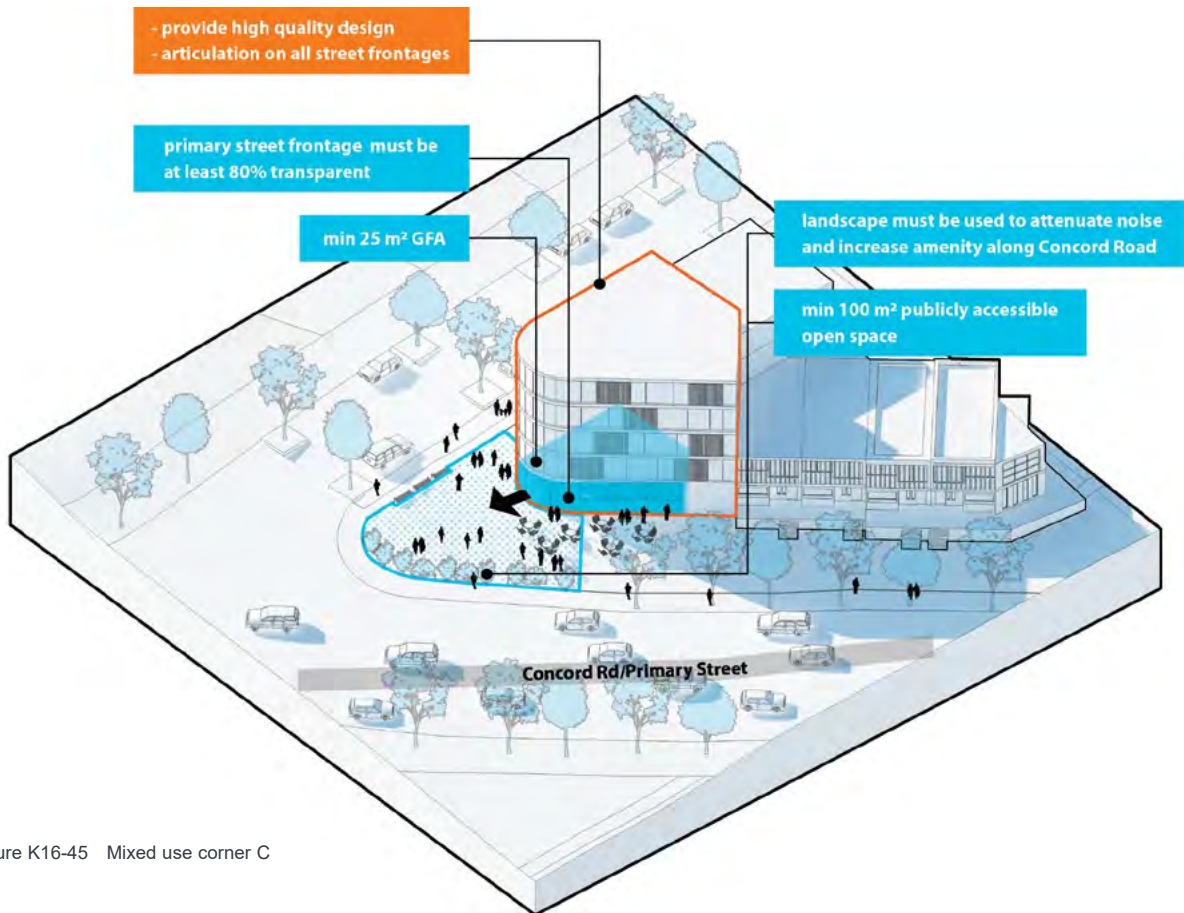 - provide high quality design
- articulation on all street frontages
primary street frontage must be
at least 80% transparent
min 25 m² GFA
landscape must be used to attenuate noise
and increase amenity along Concord Road
min 100 m² publicly accessible
open space
Concord Rd/Primary Street
ure K16-45 Mixed use corner C